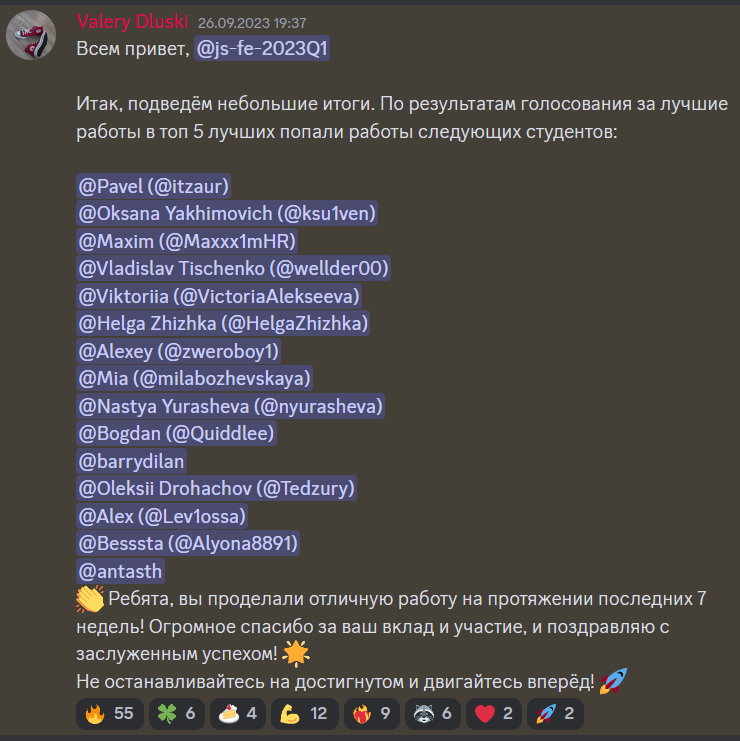 Valery Dluski 26.09.2023 19:37
Всем привет, @js-fe-2023Q1
Итак, подведём небольшие итоги. По результатам голосования за лучшие
работы в топ 5 лучших попали работы следующих студентов:
@Pavel (@itzaur)
@Oksana Yakhimovich (@ksu1ven)
@Maxim (@Maxxx1mHR)
@Vladislav Tischenko (@wellder00)
@Viktoriia (@VictoriaAlekseeva)
@Helga Zhizhka (@HelgaZhizhka)
@Alexey (@zweroboy1)
@Mia (@milabozhevskaya)
@Nastya Yurasheva (@nyurasheva)
@Bogdan (@Quiddlee)
@barrydilan
@Oleksii Drohachov (@Tedzury)
@Alex (@Lev1ossa)
@Besssta (@Alyona8891)
@antasth
👏 Ребята, вы проделали отличную работу на протяжении последних 7
недель! Огромное спасибо за ваш вклад и участие, и поздравляю с
заслуженным успехом! 🌟
Не останавливайтесь на достигнутом и двигайтесь вперёд! 🚀
🔥 55 🍀 6 🍰 4 💪 12 ❤️‍🔥 9 🦝 6 ❤️ 2 🚀 2